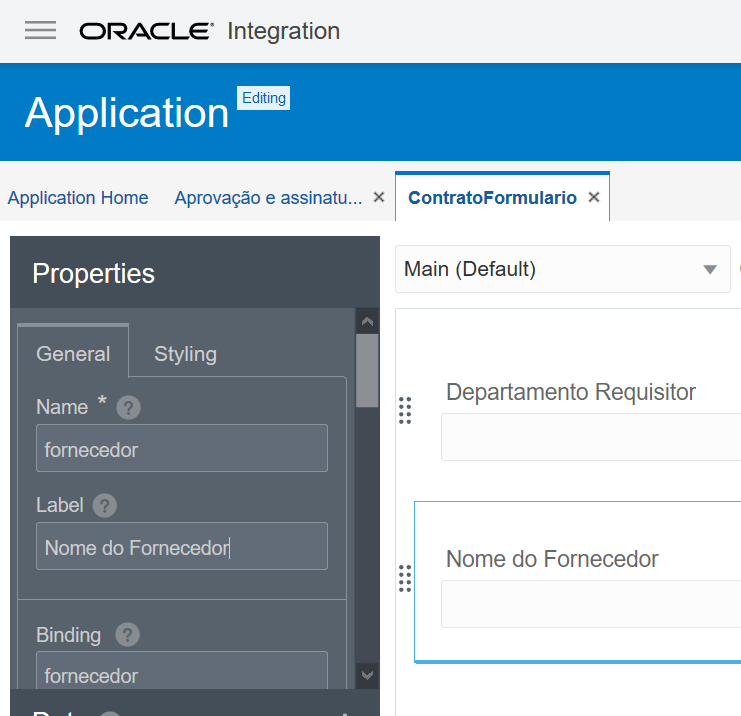 ORACLE Integration
Application Editing
Application Home Aprovação e assinatu... × ContratoFormulario ×
Properties
General Styling
Name * ?
fornecedor
Label ?
Nome do Fornecedor
Binding ?
fornecedor
Main (Default)
Departamento Requisitor
Nome do Fornecedor